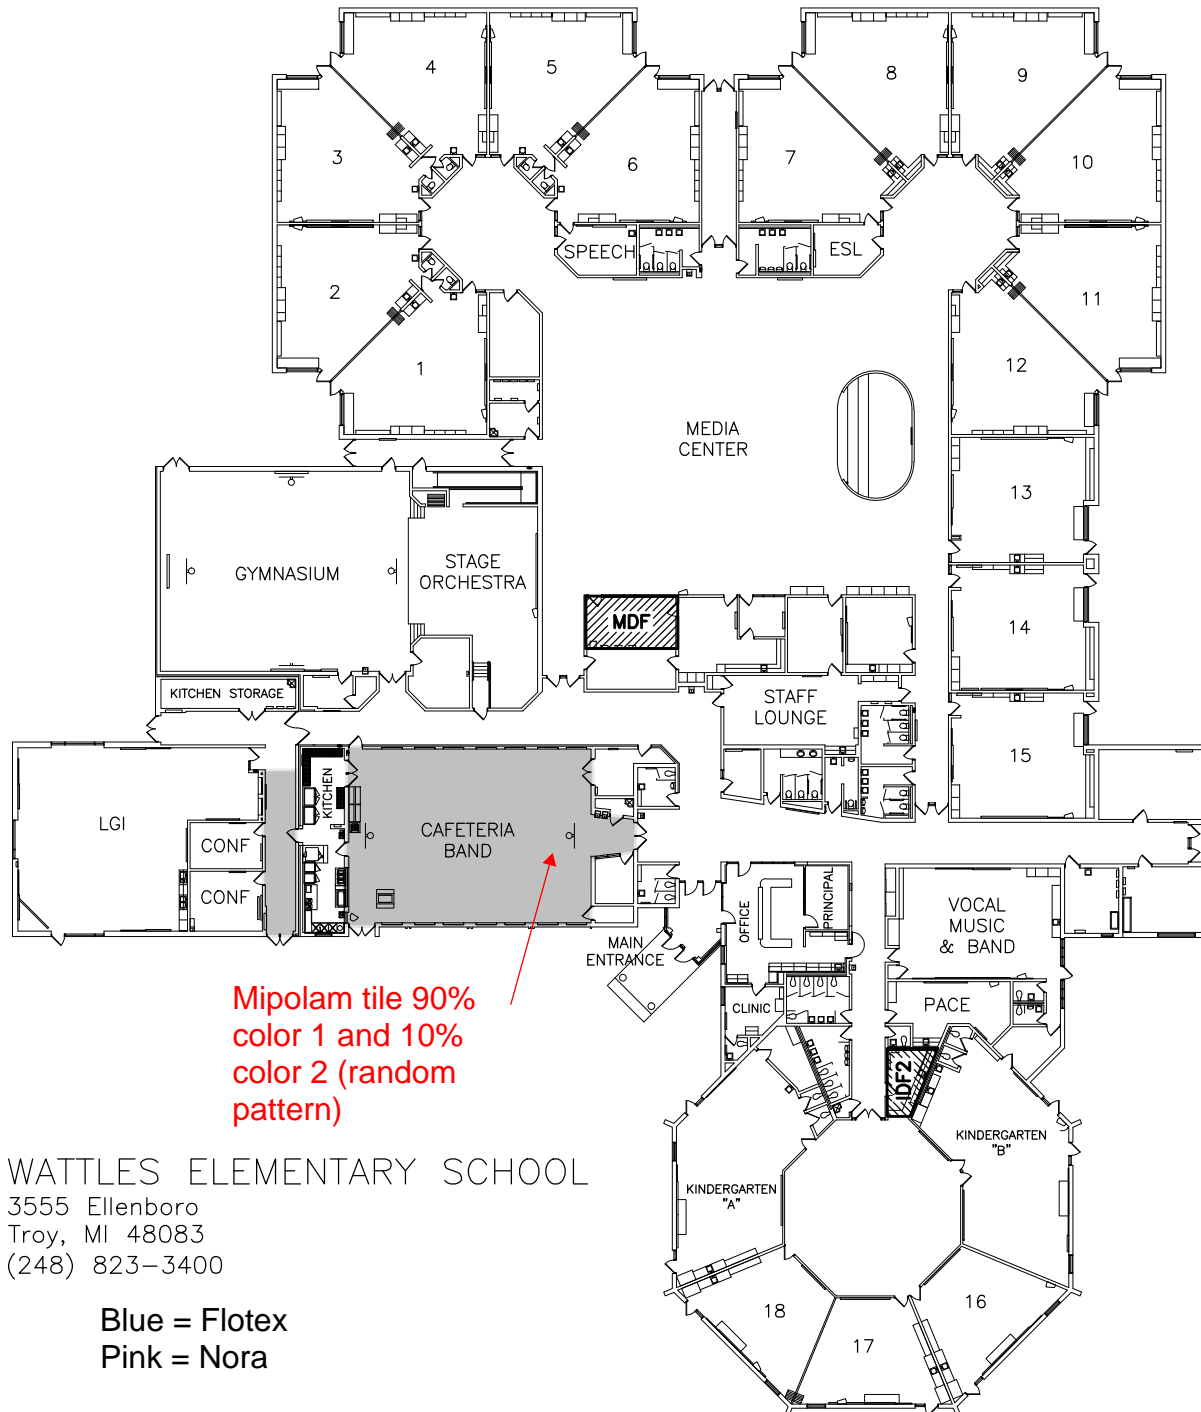 4
5
8
9
3
6
7
10
SPEECH
ESL
2
11
1
12
MEDIA
CENTER
13
GYMNASIUM
STAGE
ORCHESTRA
MDF
14
KITCHEN STORAGE
STAFF
LOUNGE
15
KITCHEN
LGI
CONF
CAFETERIA
BAND
CONF
OFFICE
PRINCIPAL
VOCAL
MUSIC
& BAND
MAIN
ENTRANCE
CLINIC
PACE
Mipolam tile 90%
color 1 and 10%
color 2 (random
pattern)
IDF2
KINDERGARTEN
"B"
KINDERGARTEN
"A"
WATTLES ELEMENTARY SCHOOL
3555 Ellenboro
Troy, MI 48083
(248) 823-3400
18
16
17
Blue = Flotex
Pink = Nora